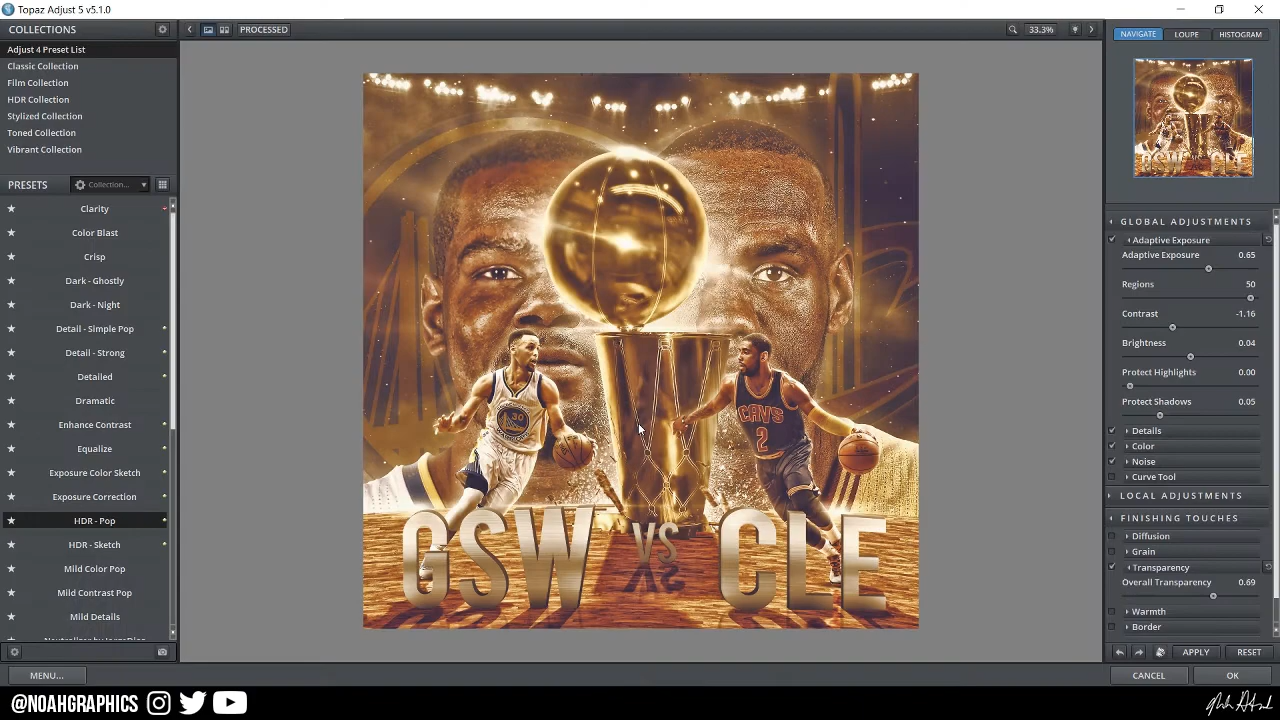 Topaz Adjust 5 v5.1.0
COLLECTIONS
PROCESSED
33.3%
NAVIGATE
LOUPE
HISTOGRAM
Adjust 4 Preset List
Classic Collection
Film Collection
HDR Collection
Stylized Collection
Toned Collection
Vibrant Collection
PRESETS
Collection...
Clarity
Color Blast
Crisp
Dark - Ghostly
Dark - Night
Detail - Simple Pop
Detail - Strong
Detailed
Dramatic
Enhance Contrast
Equalize
Exposure Color Sketch
Exposure Correction
HDR - Pop
HDR - Sketch
Mild Color Pop
Mild Contrast Pop
Mild Details
MENU...
30
CAVS
2
GSW VS CLE
GLOBAL ADJUSTMENTS
Adaptive Exposure
Adaptive Exposure 0.65
Regions 50
Contrast -1.16
Brightness 0.04
Protect Highlights 0.00
Protect Shadows 0.05
Details
Color
Noise
Curve Tool
LOCAL ADJUSTMENTS
FINISHING TOUCHES
Diffusion
Grain
Transparency
Overall Transparency 0.69
Warmth
Border
APPLY
RESET
CANCEL
OK
@NOAHGRAPHICS